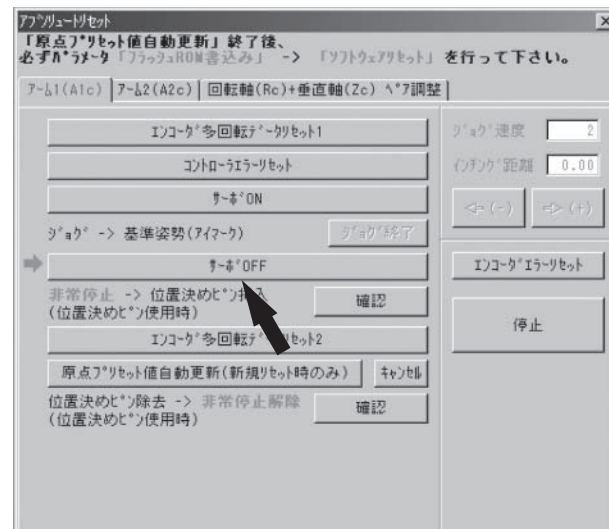 アブソリュートリセット
「原点プリセット値自動更新」終了後、
必ずパラメータ「フラッシュROM書込み」 -> 「ソフトウェアリセット」 を行って下さい。
アーム1(A1c) アーム2(A2c) 回転軸(Rc)+垂直軸(Zc) ペア調整
エンコーダ多回転データリセット1
コントローラエラーリセット
サーボON
ジョグ -> 基準姿勢(アイマーク) ジョグ終了
サーボOFF
非常停止 -> 位置決めピン挿入
(位置決めピン使用時)
確認
エンコーダ多回転データリセット2
原点プリセット値自動更新(新規リセット時のみ) キャンセル
位置決めピン除去 -> 非常停止解除
(位置決めピン使用時)
確認
ジョグ速度 2
インチング距離 0.00
(-) (+)
エンコーダエラーリセット
停止